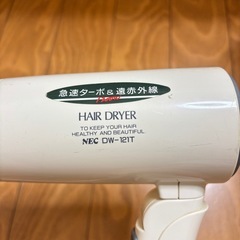 急速ターボ&遠赤外線
HAIR DRYER
TO KEEP YOUR HAIR
HEALTHY AND BEAUTIFUL
NEC DW-121T